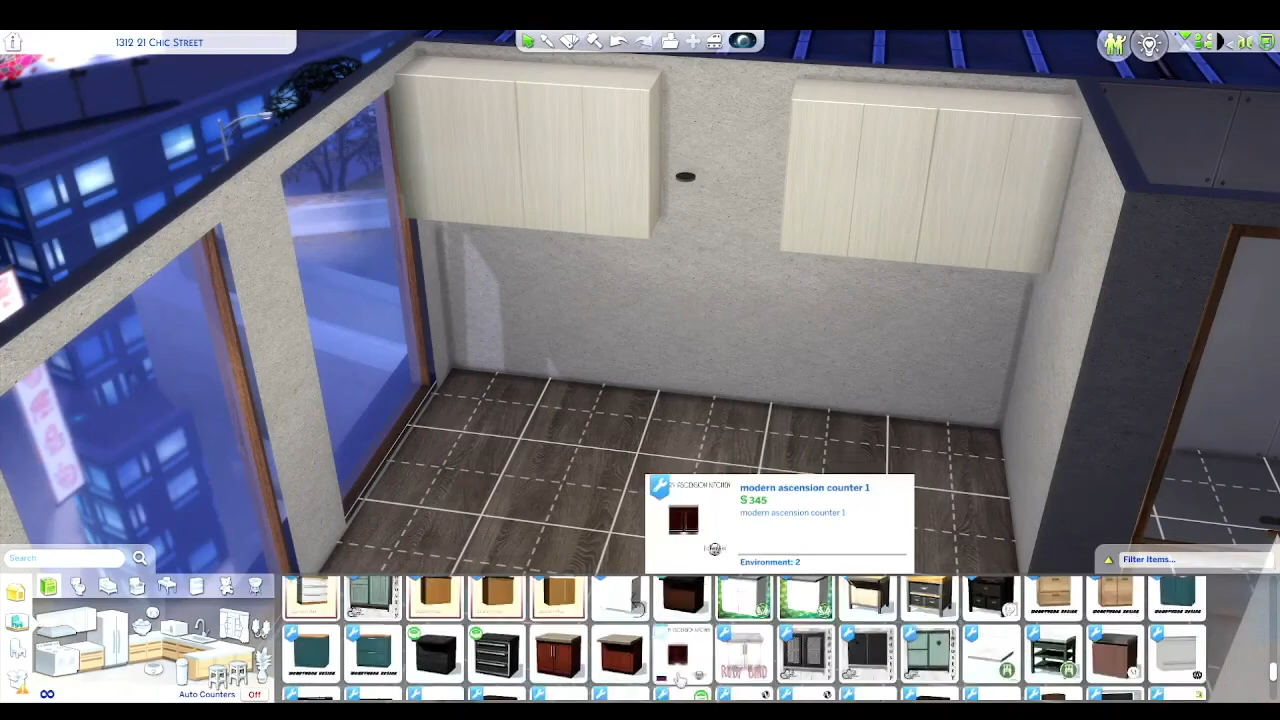 1312 21 Chic Street
modern ascension counter 1
§345
modern ascension counter 1
Environment: 2
Search
Filter Items...
Auto Counters
Off